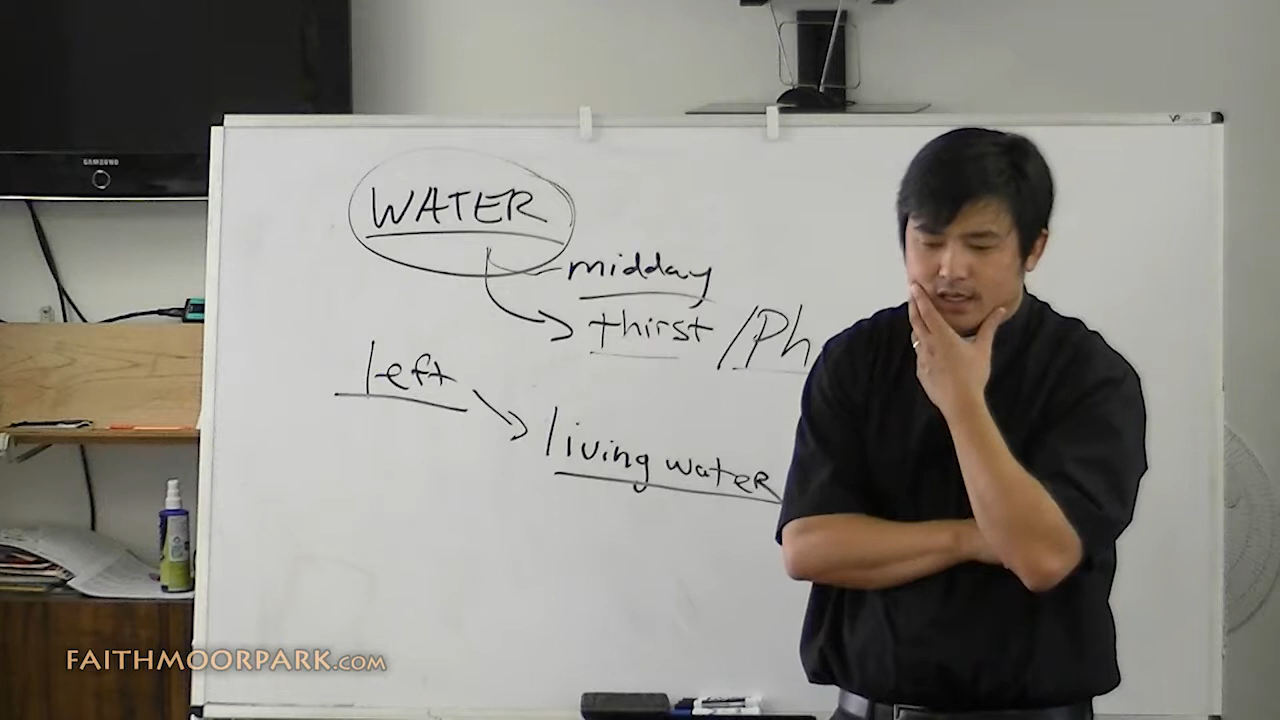 SAMSUNG
WATER
midday
thirst /Ph
left
living water
FAITHMOORPARK.COM